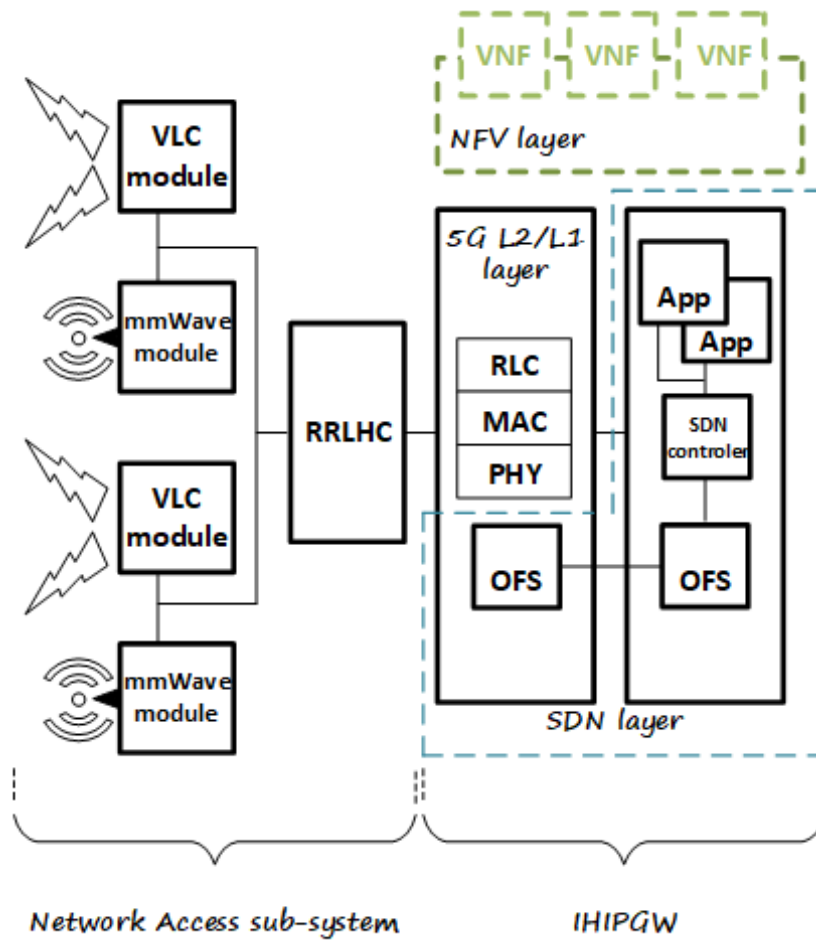 VNF VNF VNF
NFV layer
VLC
module
mmWave
module
VLC
module
mmWave
module
RRLHC
5G L2/L1
layer
RLC
MAC
PHY
OFS
App
App
SDN
controler
OFS
SDN layer
Network Access sub-system
IHIPGW